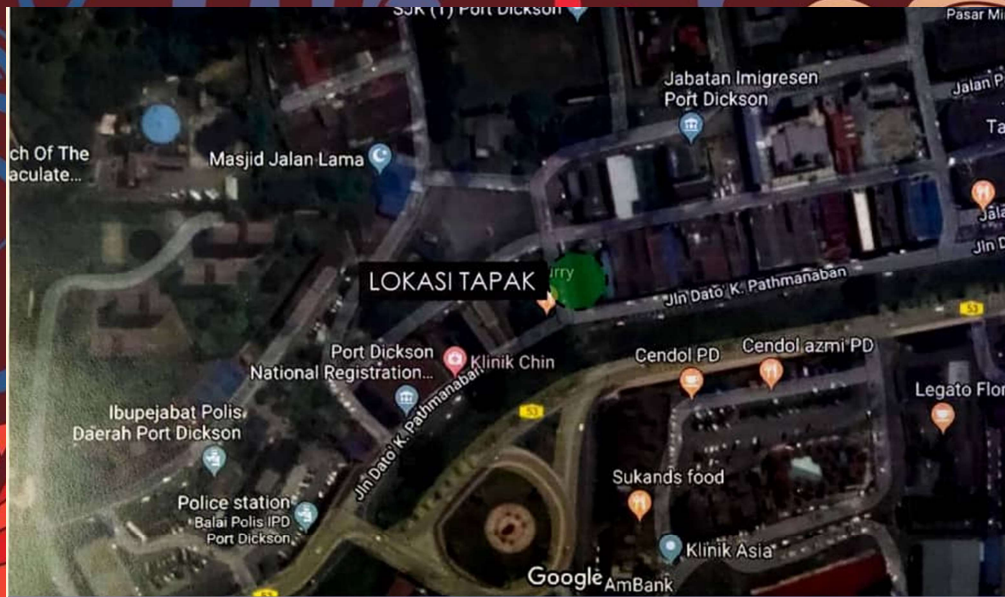 SJK (T) Port Dickson
Pasar Mi
Jabatan Imigresen
Port Dickson
Jalan P
Ta
ch Of The
aculate...
Masjid Jalan Lama
Jala
Jln D
LOKASI TAPAK
urry
Jln Dato' K. Pathmanaban
53
Port Dickson
National Registration...
Klinik Chin
Cendol PD
Cendol azmi PD
Legato Flor
53
Jln Dato' K. Pathmanaban
Ibupejabat Polis
Daerah Port Dickson
Sukands food
Police station
Balai Polis IPD
Port Dickson
Klinik Asia
Google
AmBank
53